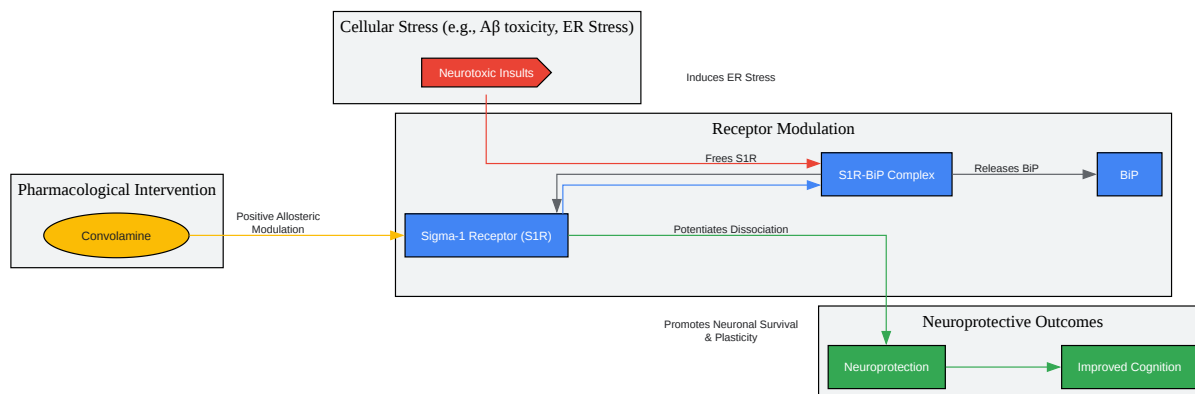 Cellular Stress (e.g., Aβ toxicity, ER Stress)
Neurotoxic Insults
Induces ER Stress
Receptor Modulation
Frees S1R
S1R-BiP Complex
Releases BiP
BiP
Pharmacological Intervention
Convolamine
Positive Allosteric
Modulation
Sigma-1 Receptor (S1R)
Potentiates Dissociation
Promotes Neuronal Survival
& Plasticity
Neuroprotective Outcomes
Neuroprotection
Improved Cognition